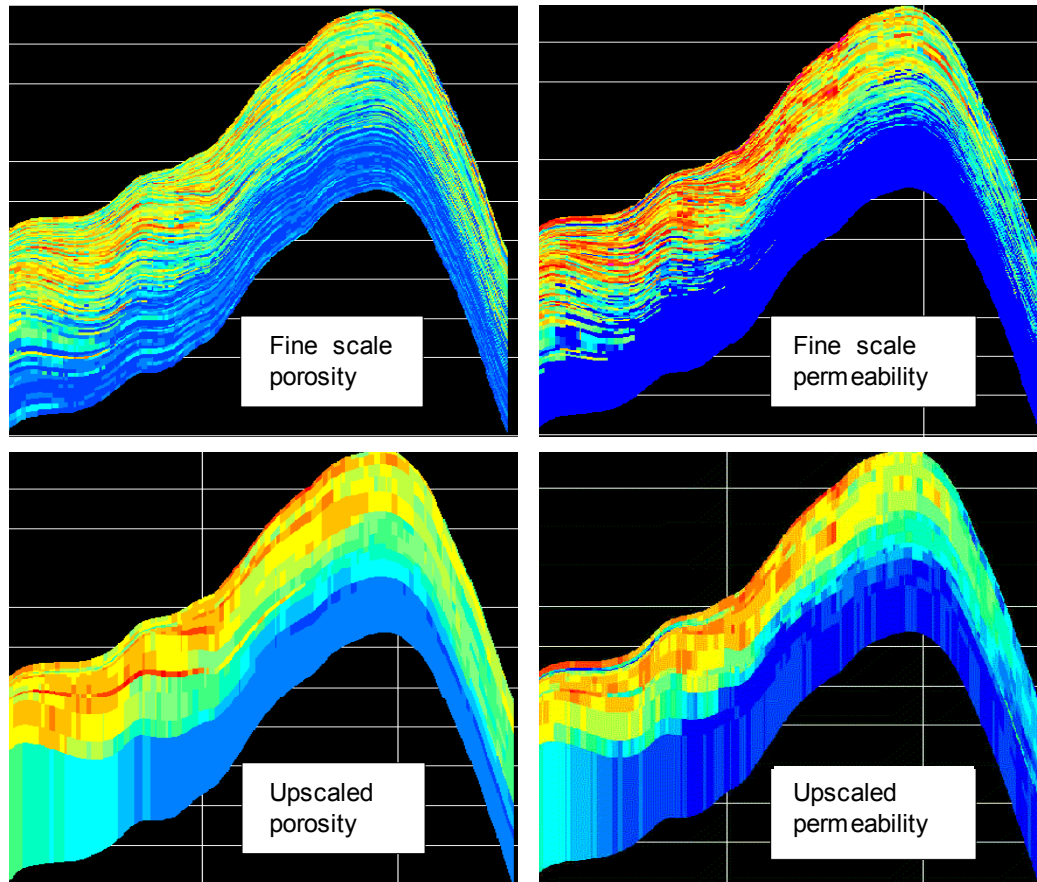 Fine scale
porosity
Fine scale
permeability
Upscaled
porosity
Upscaled
permeability